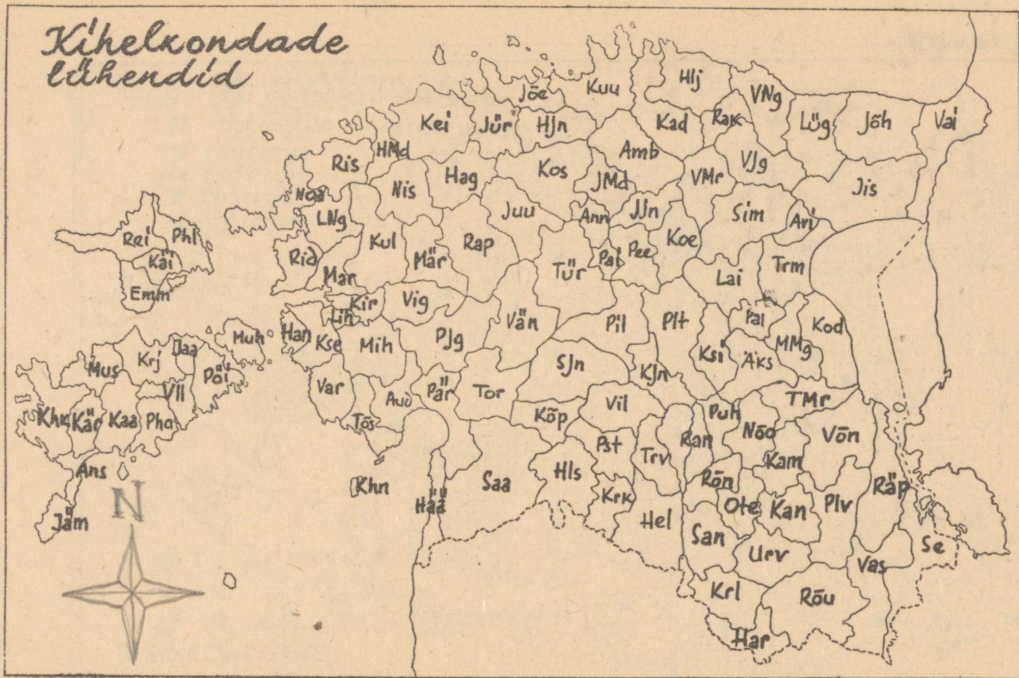 Kihelkondade
lühendid
Jõe
Kuu
Hlj
VNg
Kei
Jür
HJn
Kad
Rak
Lüg
Jõh
Vai
HMd
Ris
Nis
Hag
Kos
Amb
JMd
VMr
VJg
Jis
Noa
LNg
Juu
Ann
JJn
Sim
Ari
Rei
Phl
Käi
Emm
Rid
Kul
Mär
Rap
Tür
Pai
Pee
Koe
Lai
Trm
Mar
Kir
Vig
Lih
Han
Kse
Mih
PJg
Vän
Pil
Plt
Pal
Kod
Ksi
Äks
MMg
Muh
Jaa
Krj
Mus
Pöi
Vll
Khk
Kär
Kaa
Pha
Var
Aud
Pär
Tor
SJn
KJn
Tõs
Kõp
Vil
TMr
Puh
Nõo
Võn
Ran
Kam
Ans
Jäm
Khn
Hää
Saa
Hls
Pst
Trv
Krk
Hel
Rõn
Ote
Kan
Plv
Räp
San
Urv
Vas
Se
Krl
Rõu
Har
N